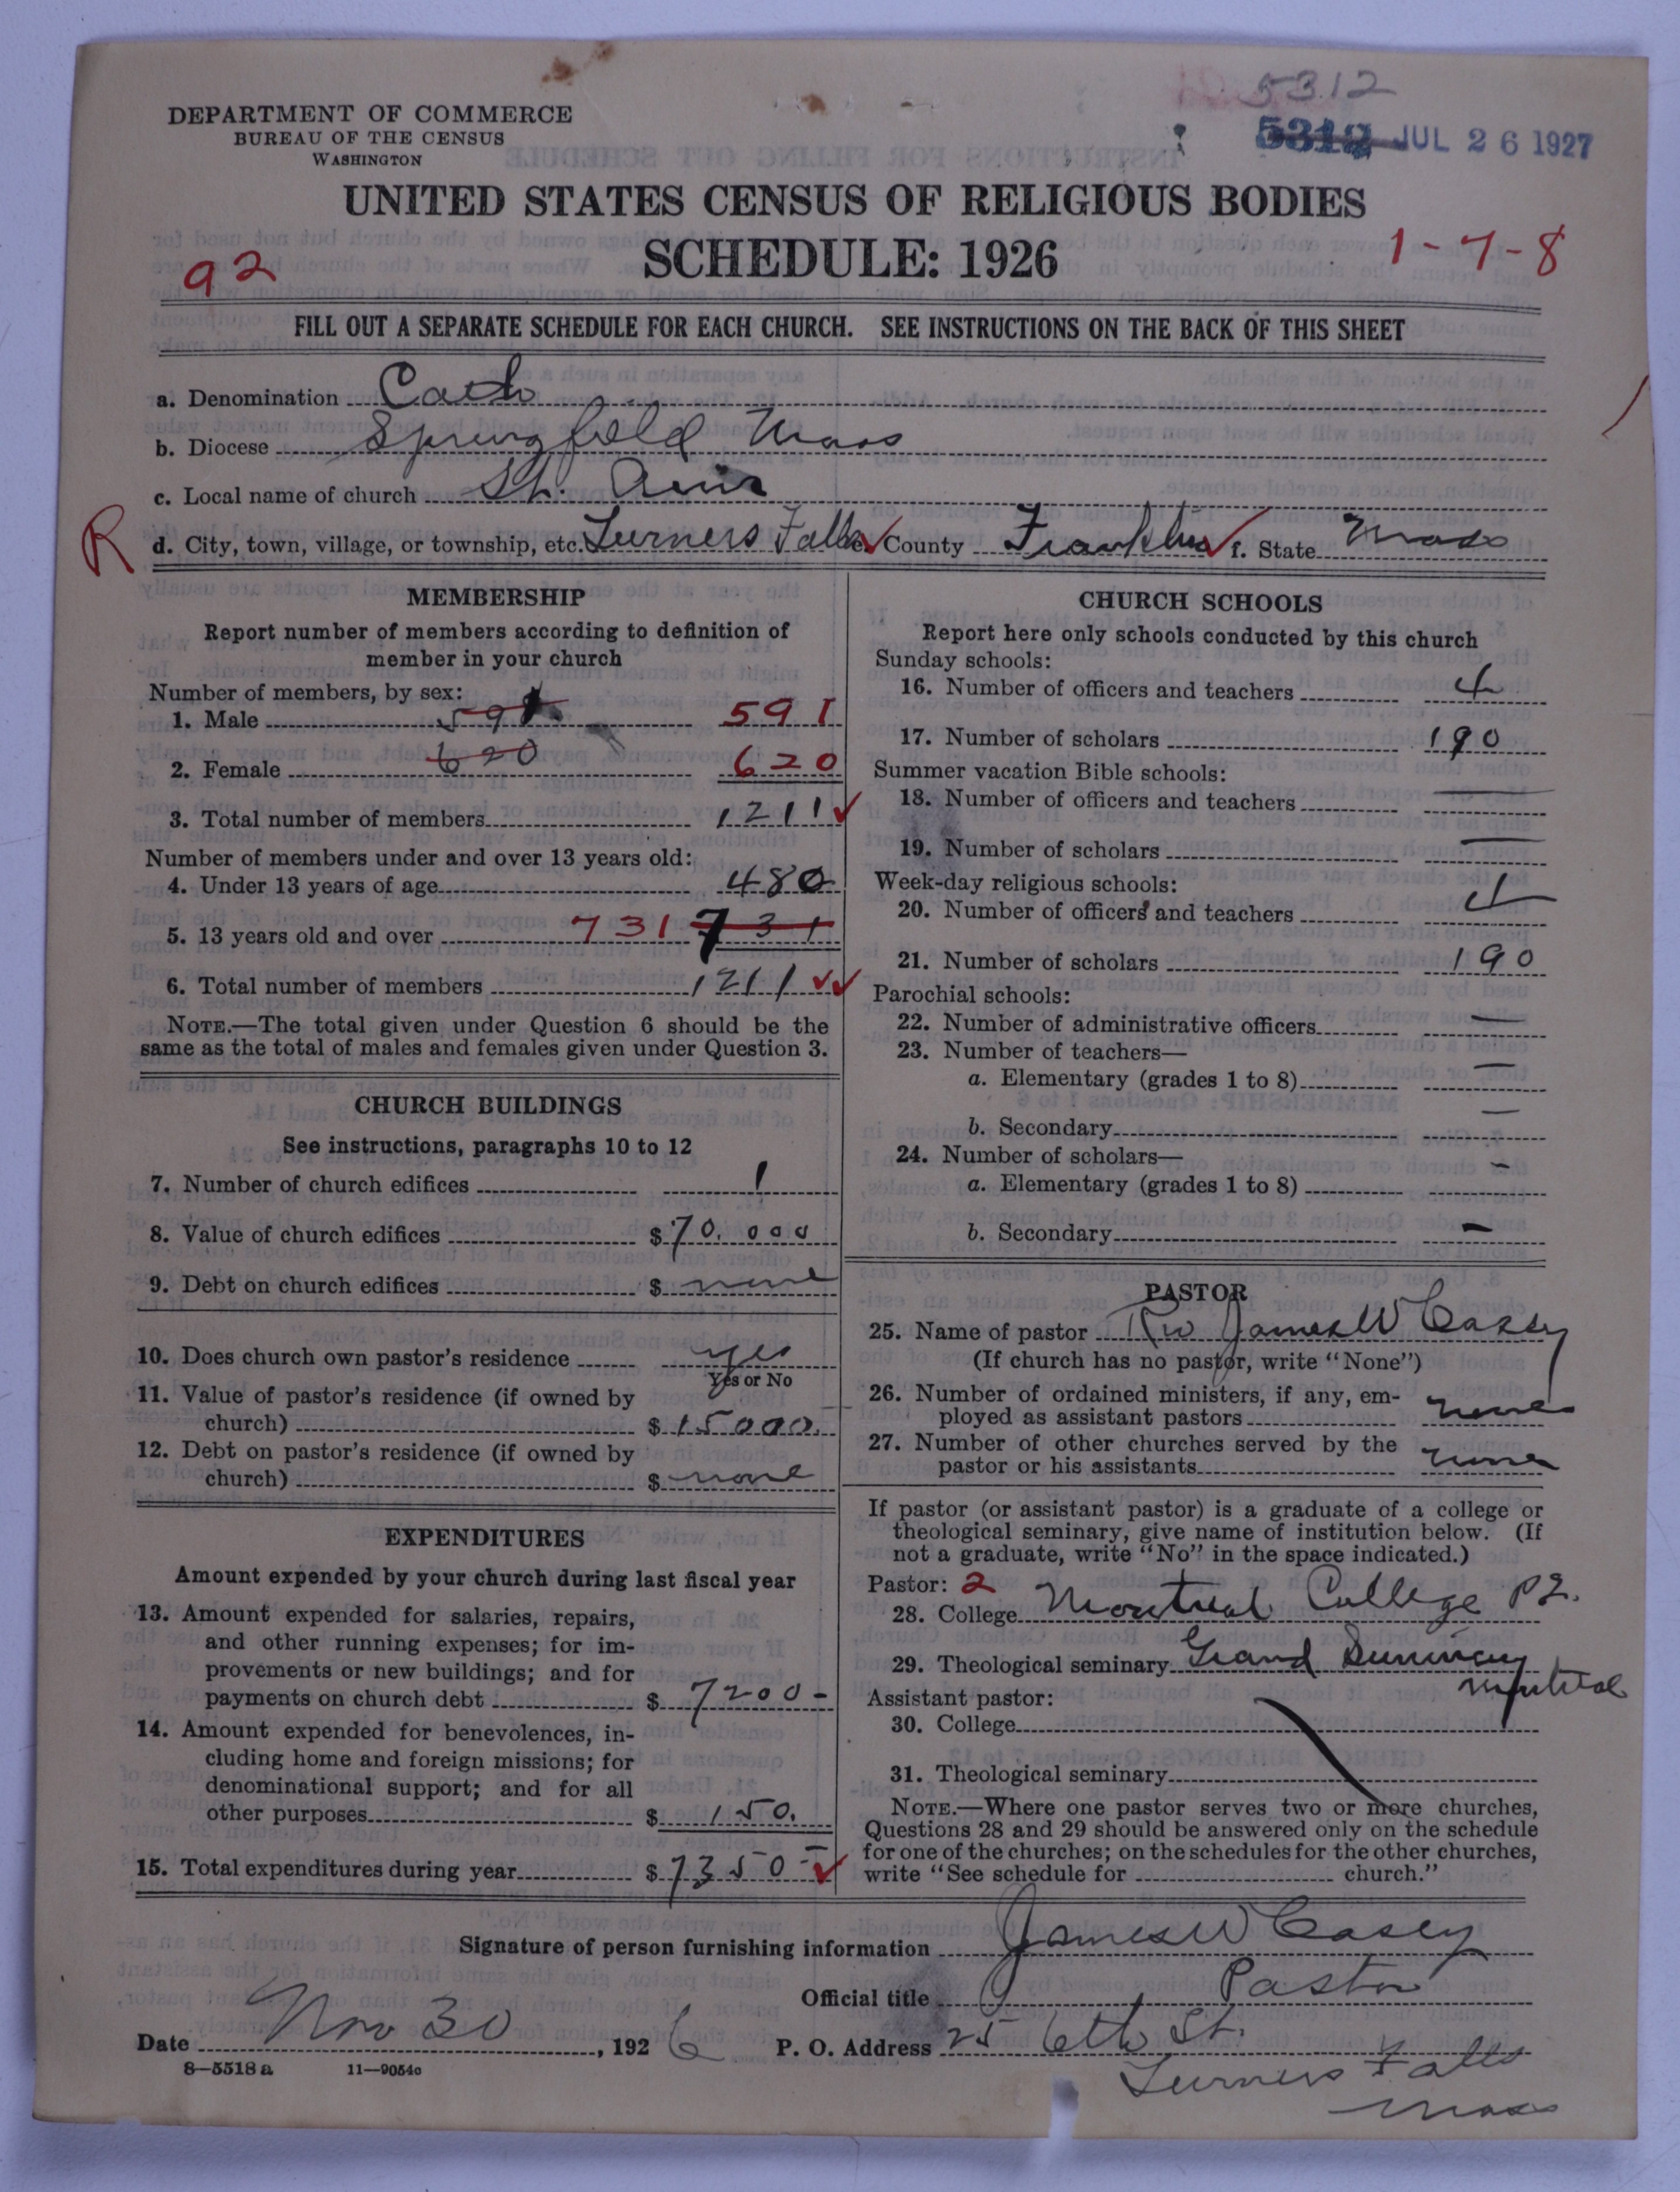 5312
5312 JUL 26 1927
DEPARTMENT OF COMMERCE
BUREAU OF THE CENSUS
WASHINGTON
UNITED STATES CENSUS OF RELIGIOUS BODIES
SCHEDULE: 1926
92
1-7-8
FILL OUT A SEPARATE SCHEDULE FOR EACH CHURCH. SEE INSTRUCTIONS ON THE BACK OF THIS SHEET
a. Denomination Cath
b. Diocese Springfield Mass
c. Local name of church St. Anns
R d. City, town, village, or township, etc. Turners Falls e. County Franklin f. State Mass
MEMBERSHIP
Report number of members according to definition of
member in your church
Number of members, by sex:
1. Male 591 591
2. Female 620 620
3. Total number of members 1211
Number of members under and over 13 years old:
4. Under 13 years of age 480
5. 13 years old and over 731 731
6. Total number of members 1211
NOTE.—The total given under Question 6 should be the
same as the total of males and females given under Question 3.
CHURCH BUILDINGS
See instructions, paragraphs 10 to 12
7. Number of church edifices 1
8. Value of church edifices $70.000
9. Debt on church edifices $ none
10. Does church own pastor's residence yes
Yes or No
11. Value of pastor's residence (if owned by
church) $15000.
12. Debt on pastor's residence (if owned by
church) $ none
EXPENDITURES
Amount expended by your church during last fiscal year
13. Amount expended for salaries, repairs,
and other running expenses; for im-
provements or new buildings; and for
payments on church debt $ 7200-
14. Amount expended for benevolences, in-
cluding home and foreign missions; for
denominational support; and for all
other purposes $ 150.
15. Total expenditures during year $ 7350-
CHURCH SCHOOLS
Report here only schools conducted by this church
Sunday schools:
16. Number of officers and teachers 4
17. Number of scholars 190
Summer vacation Bible schools:
18. Number of officers and teachers —
19. Number of scholars —
Week-day religious schools:
20. Number of officers and teachers 4
21. Number of scholars 190
Parochial schools:
22. Number of administrative officers —
23. Number of teachers—
a. Elementary (grades 1 to 8) —
b. Secondary —
24. Number of scholars—
a. Elementary (grades 1 to 8) -
b. Secondary -
PASTOR
25. Name of pastor Rev James W Casey
(If church has no pastor, write "None")
26. Number of ordained ministers, if any, em-
ployed as assistant pastors none
27. Number of other churches served by the
pastor or his assistants none
If pastor (or assistant pastor) is a graduate of a college or
theological seminary, give name of institution below. (If
not a graduate, write "No" in the space indicated.)
Pastor: 2
28. College Montreal College P2.
29. Theological seminary Grand Seminary
Montreal
Assistant pastor:
30. College
31. Theological seminary
NOTE.—Where one pastor serves two or more churches,
Questions 28 and 29 should be answered only on the schedule
for one of the churches; on the schedules for the other churches,
write "See schedule for church."
Signature of person furnishing information James W Casey
Official title Pastor
Date Nov 30, 1926 P. O. Address 25 6th St.
Turners Falls
Mass
8—5518 a 11—9054c